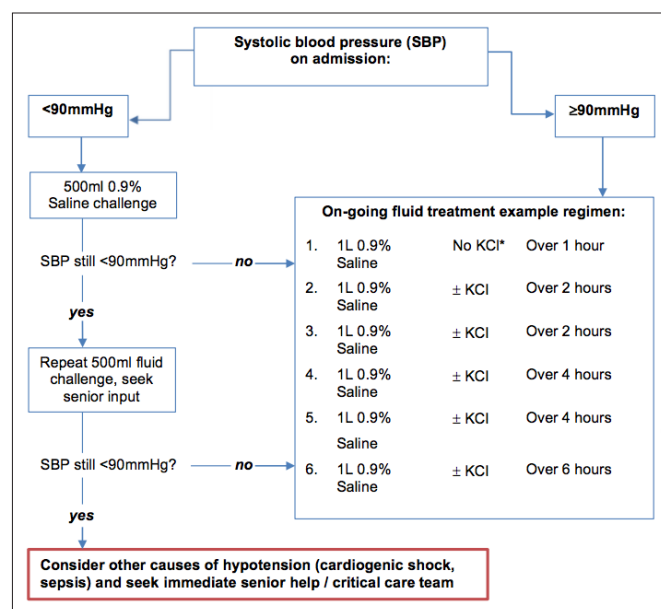 Systolic blood pressure (SBP)
on admission:
<90mmHg
≥90mmHg
500ml 0.9%
Saline challenge
SBP still <90mmHg?
no
yes
Repeat 500ml fluid
challenge, seek
senior input
SBP still <90mmHg?
no
yes
On-going fluid treatment example regimen:
1. 1L 0.9% No KCl* Over 1 hour
Saline
2. 1L 0.9% ± KCl Over 2 hours
Saline
3. 1L 0.9% ± KCl Over 2 hours
Saline
4. 1L 0.9% ± KCl Over 4 hours
Saline
5. 1L 0.9% ± KCl Over 4 hours
Saline
6. 1L 0.9% ± KCl Over 6 hours
Saline
Consider other causes of hypotension (cardiogenic shock,
sepsis) and seek immediate senior help / critical care team